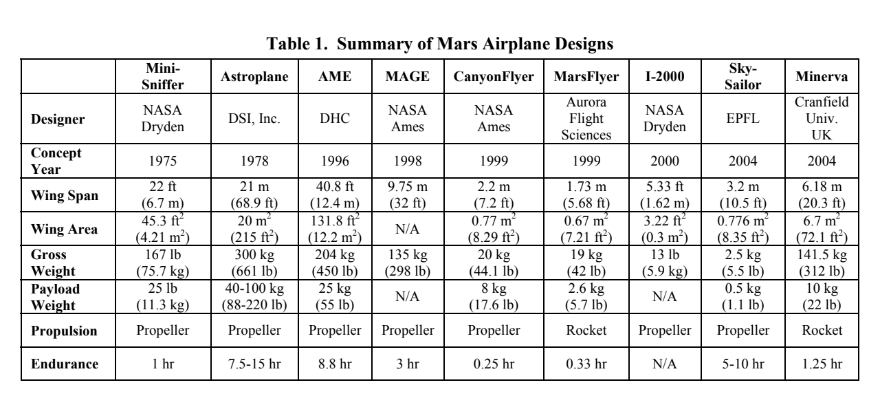 Table 1. Summary of Mars Airplane Designs
Mini-Sniffer Astroplane AME MAGE CanyonFlyer MarsFlyer I-2000 Sky-Sailor Minerva
Designer NASA Dryden DSI, Inc. DHC NASA Ames NASA Ames Aurora Flight Sciences NASA Dryden EPFL Cranfield Univ. UK
Concept Year 1975 1978 1996 1998 1999 1999 2000 2004 2004
Wing Span 22 ft (6.7 m) 21 m (68.9 ft) 40.8 ft (12.4 m) 9.75 m (32 ft) 2.2 m (7.2 ft) 1.73 m (5.68 ft) 5.33 ft (1.62 m) 3.2 m (10.5 ft) 6.18 m (20.3 ft)
Wing Area 45.3 ft² (4.21 m²) 20 m² (215 ft²) 131.8 ft² (12.2 m²) N/A 0.77 m² (8.29 ft²) 0.67 m² (7.21 ft²) 3.22 ft² (0.3 m²) 0.776 m² (8.35 ft²) 6.7 m² (72.1 ft²)
Gross Weight 167 lb (75.7 kg) 300 kg (661 lb) 204 kg (450 lb) 135 kg (298 lb) 20 kg (44.1 lb) 19 kg (42 lb) 13 lb (5.9 kg) 2.5 kg (5.5 lb) 141.5 kg (312 lb)
Payload Weight 25 lb (11.3 kg) 40-100 kg (88-220 lb) 25 kg (55 lb) N/A 8 kg (17.6 lb) 2.6 kg (5.7 lb) N/A 0.5 kg (1.1 lb) 10 kg (22 lb)
Propulsion Propeller Propeller Propeller Propeller Propeller Rocket Propeller Propeller Rocket
Endurance 1 hr 7.5-15 hr 8.8 hr 3 hr 0.25 hr 0.33 hr N/A 5-10 hr 1.25 hr